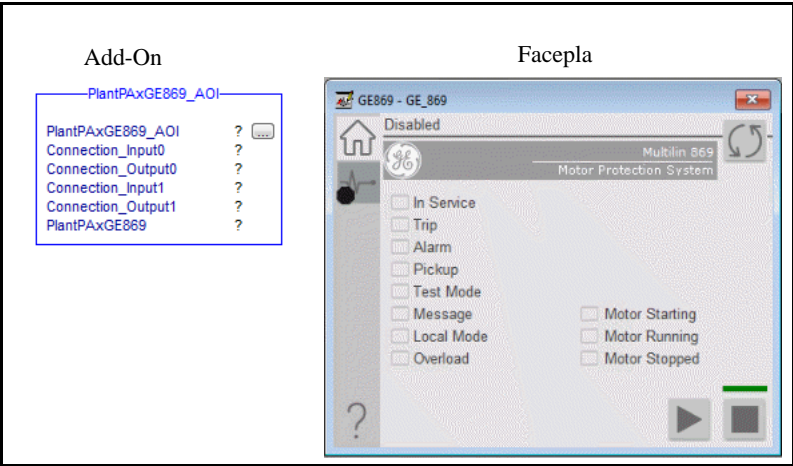 Add-On
Facepla
PlantPAxGE869_AOI
PlantPAxGE869_AOI ? ...
Connection_Input0 ?
Connection_Output0 ?
Connection_Input1 ?
Connection_Output1 ?
PlantPAxGE869 ?
GE869 - GE_869
Disabled
GE
Multilin 869
Motor Protection System
In Service
Trip
Alarm
Pickup
Test Mode
Message
Local Mode
Overload
Motor Starting
Motor Running
Motor Stopped
?